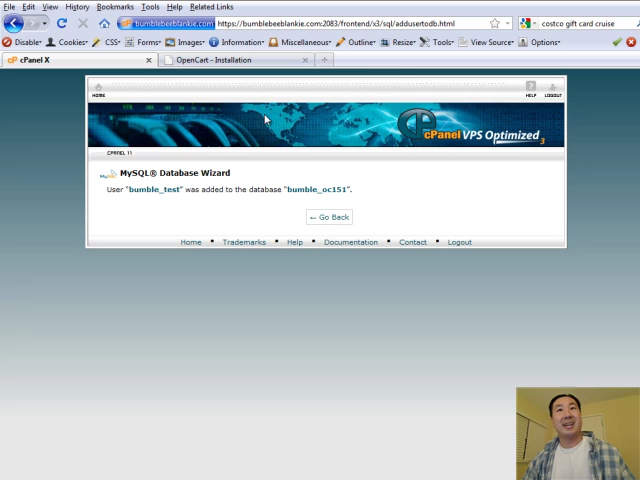 File Edit View History Bookmarks Tools Help Related Links
bumblebeeblankie.com https://bumblebeeblankie.com:2083/frontend/x3/sql/addusertodb.html costco gift card cruise
Disable Cookies CSS Forms Images Information Miscellaneous Outline Resize Tools View Source Options
cPanel X OpenCart - Installation
HOME HELP LOGOUT
cPanel VPS Optimized 3
CPANEL 11
MySQL® Database Wizard
User "bumble_test" was added to the database "bumble_oc151".
← Go Back
Home Trademarks Help Documentation Contact Logout